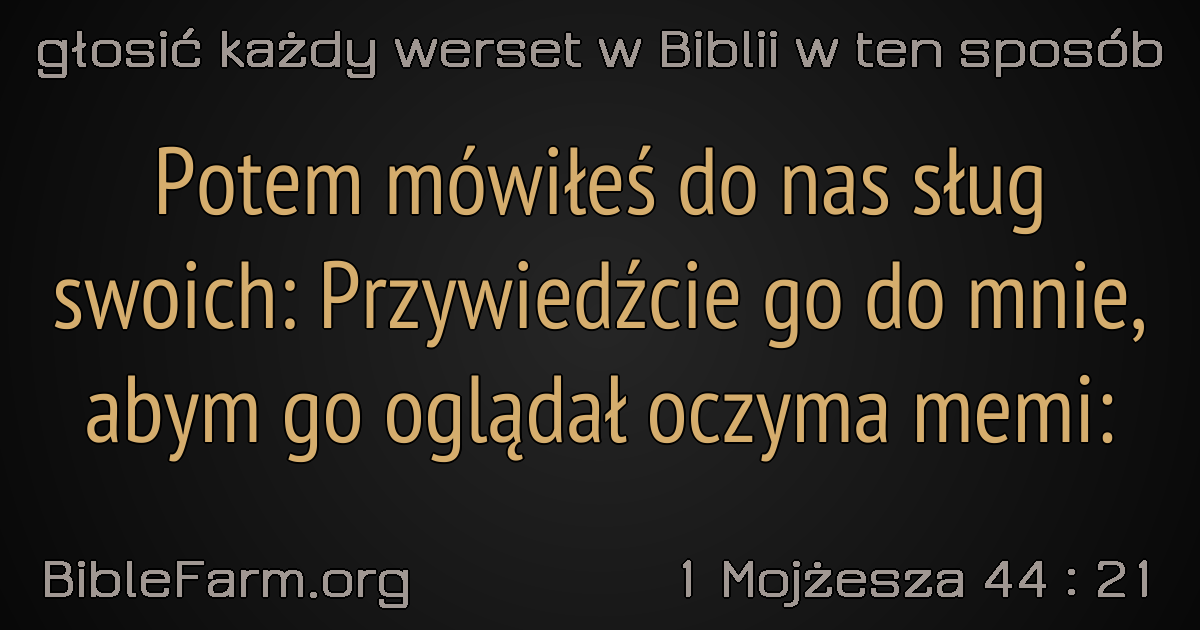 głosić każdy werset w Biblii w ten sposób
Potem mówiłeś do nas sług
swoich: Przywiedźcie go do mnie,
abym go oglądał oczyma memi:
BibleFarm.org
1 Mojżesza 44 : 21